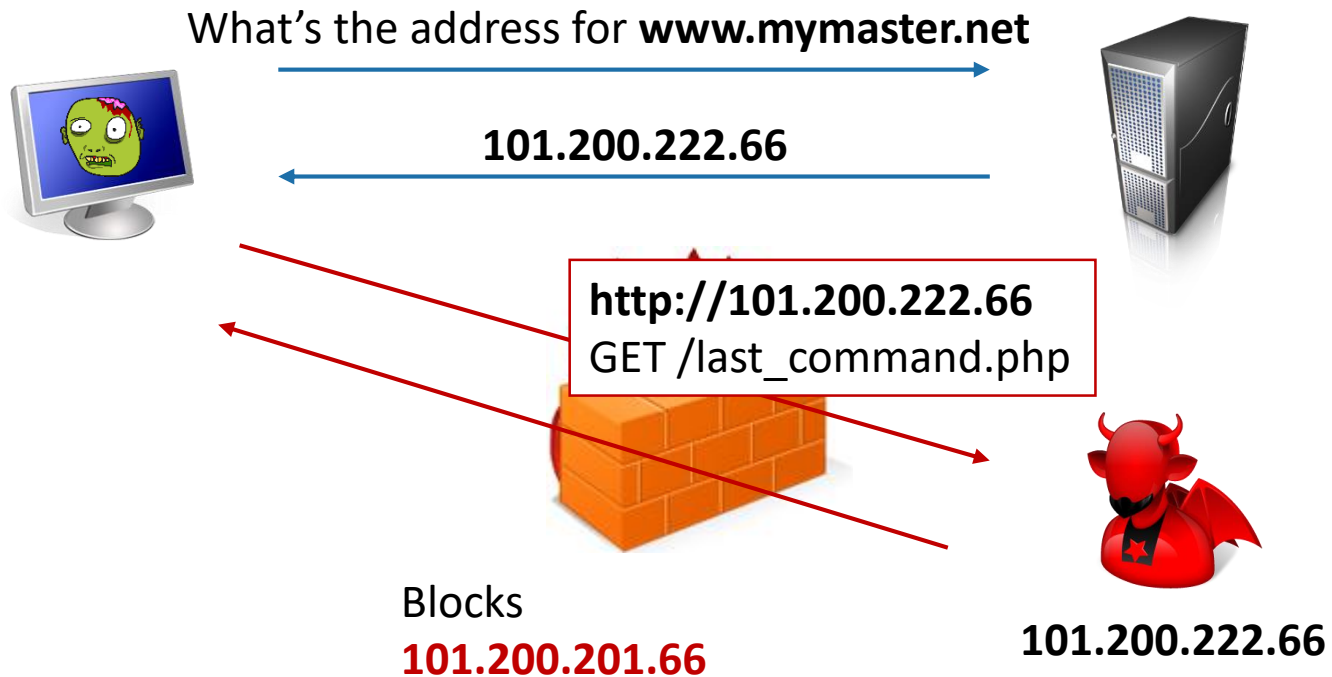 What's the address for www.mymaster.net
101.200.222.66
http://101.200.222.66
GET /last_command.php
Blocks
101.200.201.66
101.200.222.66